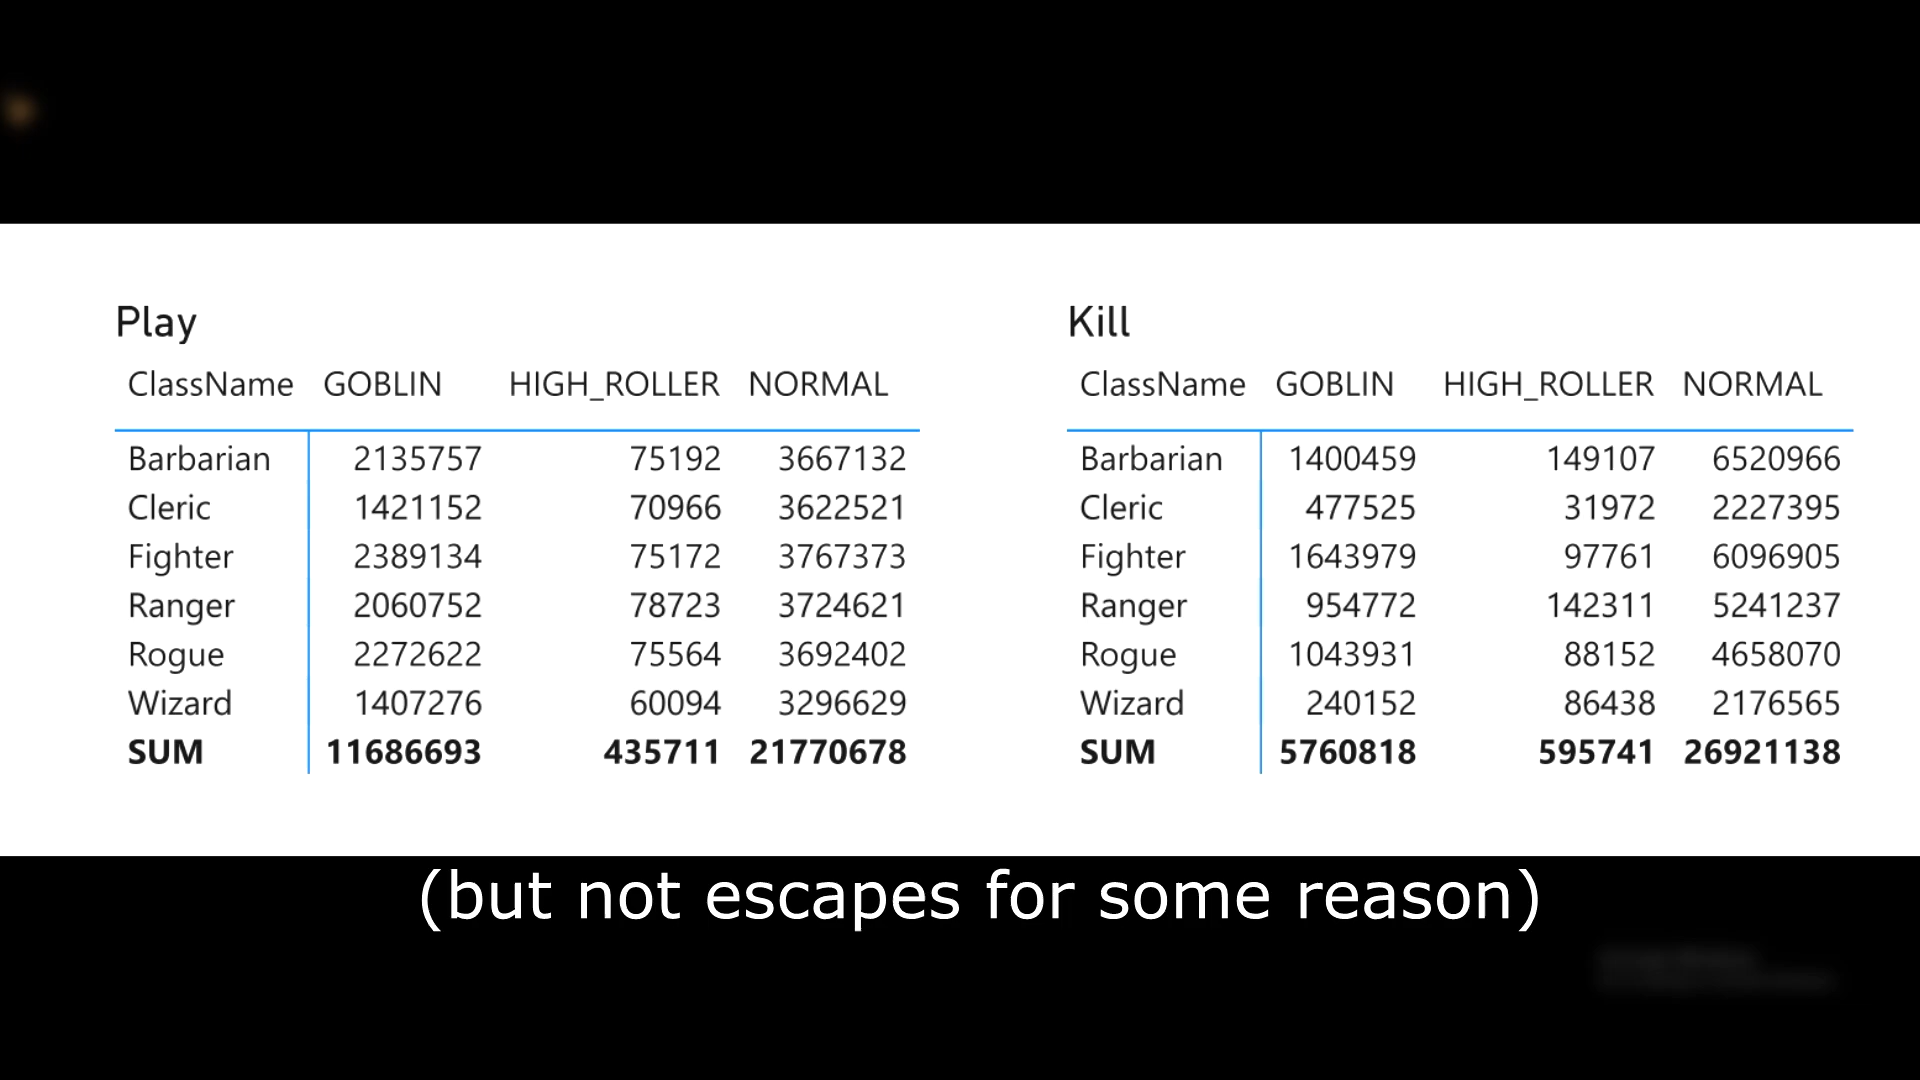 Play
ClassName GOBLIN HIGH_ROLLER NORMAL
Barbarian 2135757 75192 3667132
Cleric 1421152 70966 3622521
Fighter 2389134 75172 3767373
Ranger 2060752 78723 3724621
Rogue 2272622 75564 3692402
Wizard 1407276 60094 3296629
SUM 11686693 435711 21770678
Kill
ClassName GOBLIN HIGH_ROLLER NORMAL
Barbarian 1400459 149107 6520966
Cleric 477525 31972 2227395
Fighter 1643979 97761 6096905
Ranger 954772 142311 5241237
Rogue 1043931 88152 4658070
Wizard 240152 86438 2176565
SUM 5760818 595741 26921138
(but not escapes for some reason)